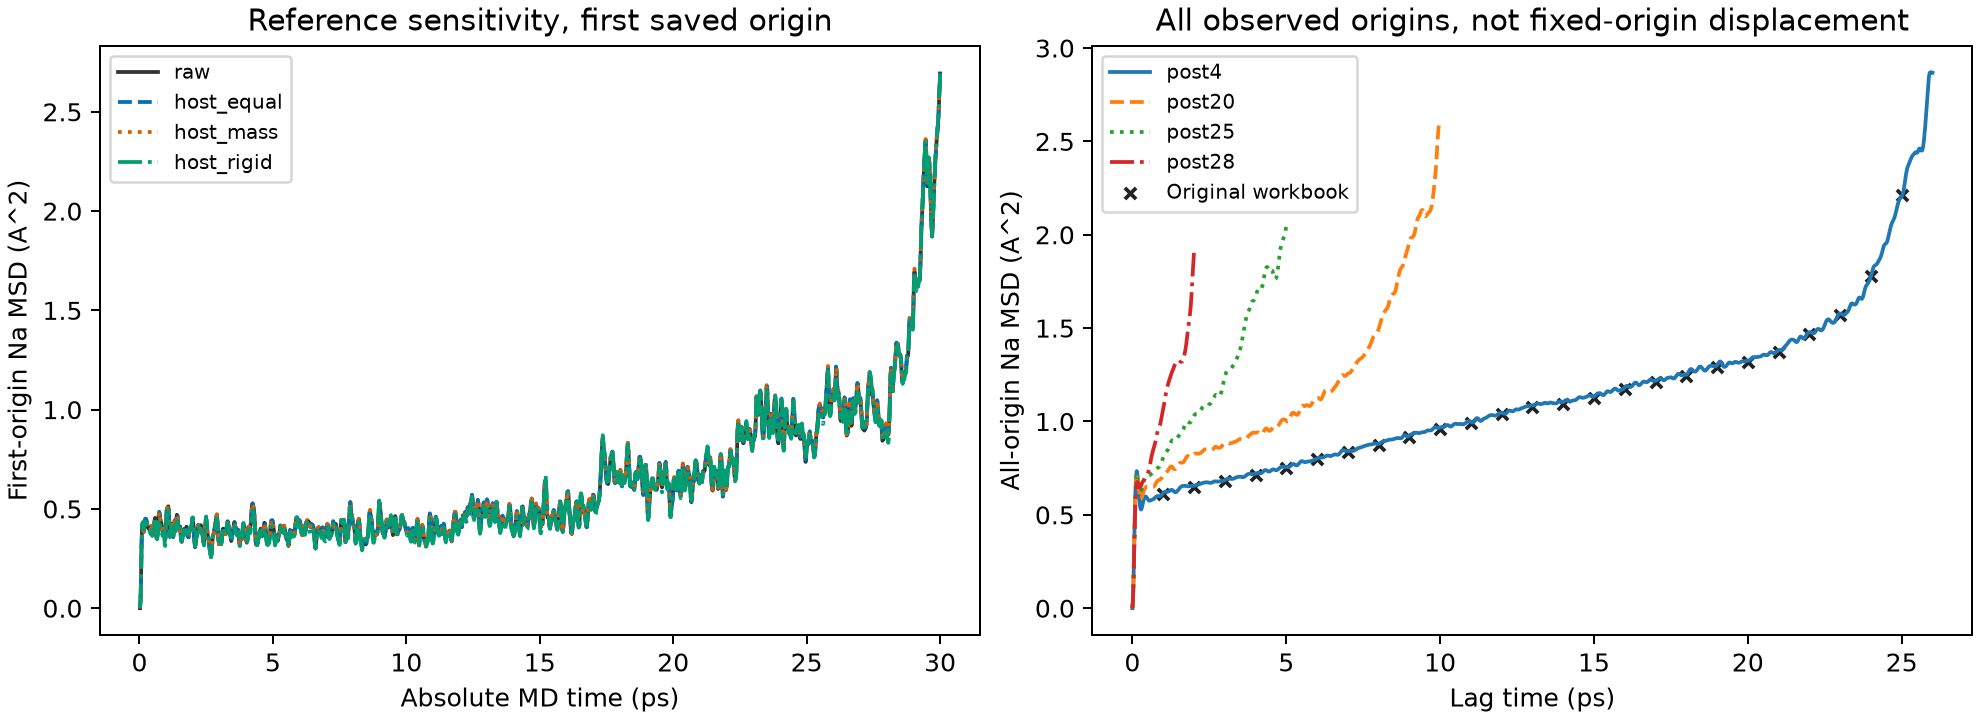 Reference sensitivity, first saved origin
First-origin Na MSD (A^2)
2.5
2.0
1.5
1.0
0.5
0.0
raw
host_equal
host_mass
host_rigid
0 5 10 15 20 25 30
Absolute MD time (ps)
All observed origins, not fixed-origin displacement
All-origin Na MSD (A^2)
3.0
2.5
2.0
1.5
1.0
0.5
0.0
post4
post20
post25
post28
Original workbook
0 5 10 15 20 25
Lag time (ps)